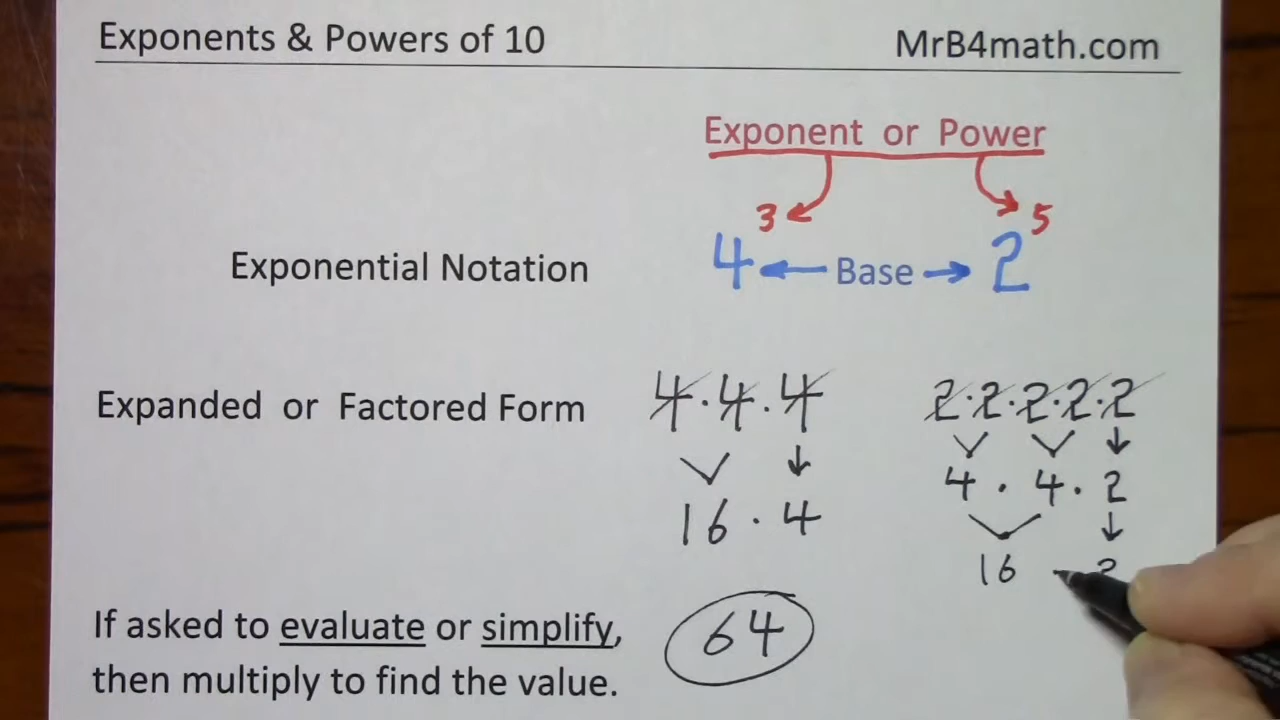 Exponents & Powers of 10 MrB4math.com
Exponent or Power
3 5
Exponential Notation 4 Base 2
Expanded or Factored Form 4·4·4 2·2·2·2·2
4 · 4 · 2
16 · 4
16
If asked to evaluate or simplify, 64
then multiply to find the value.